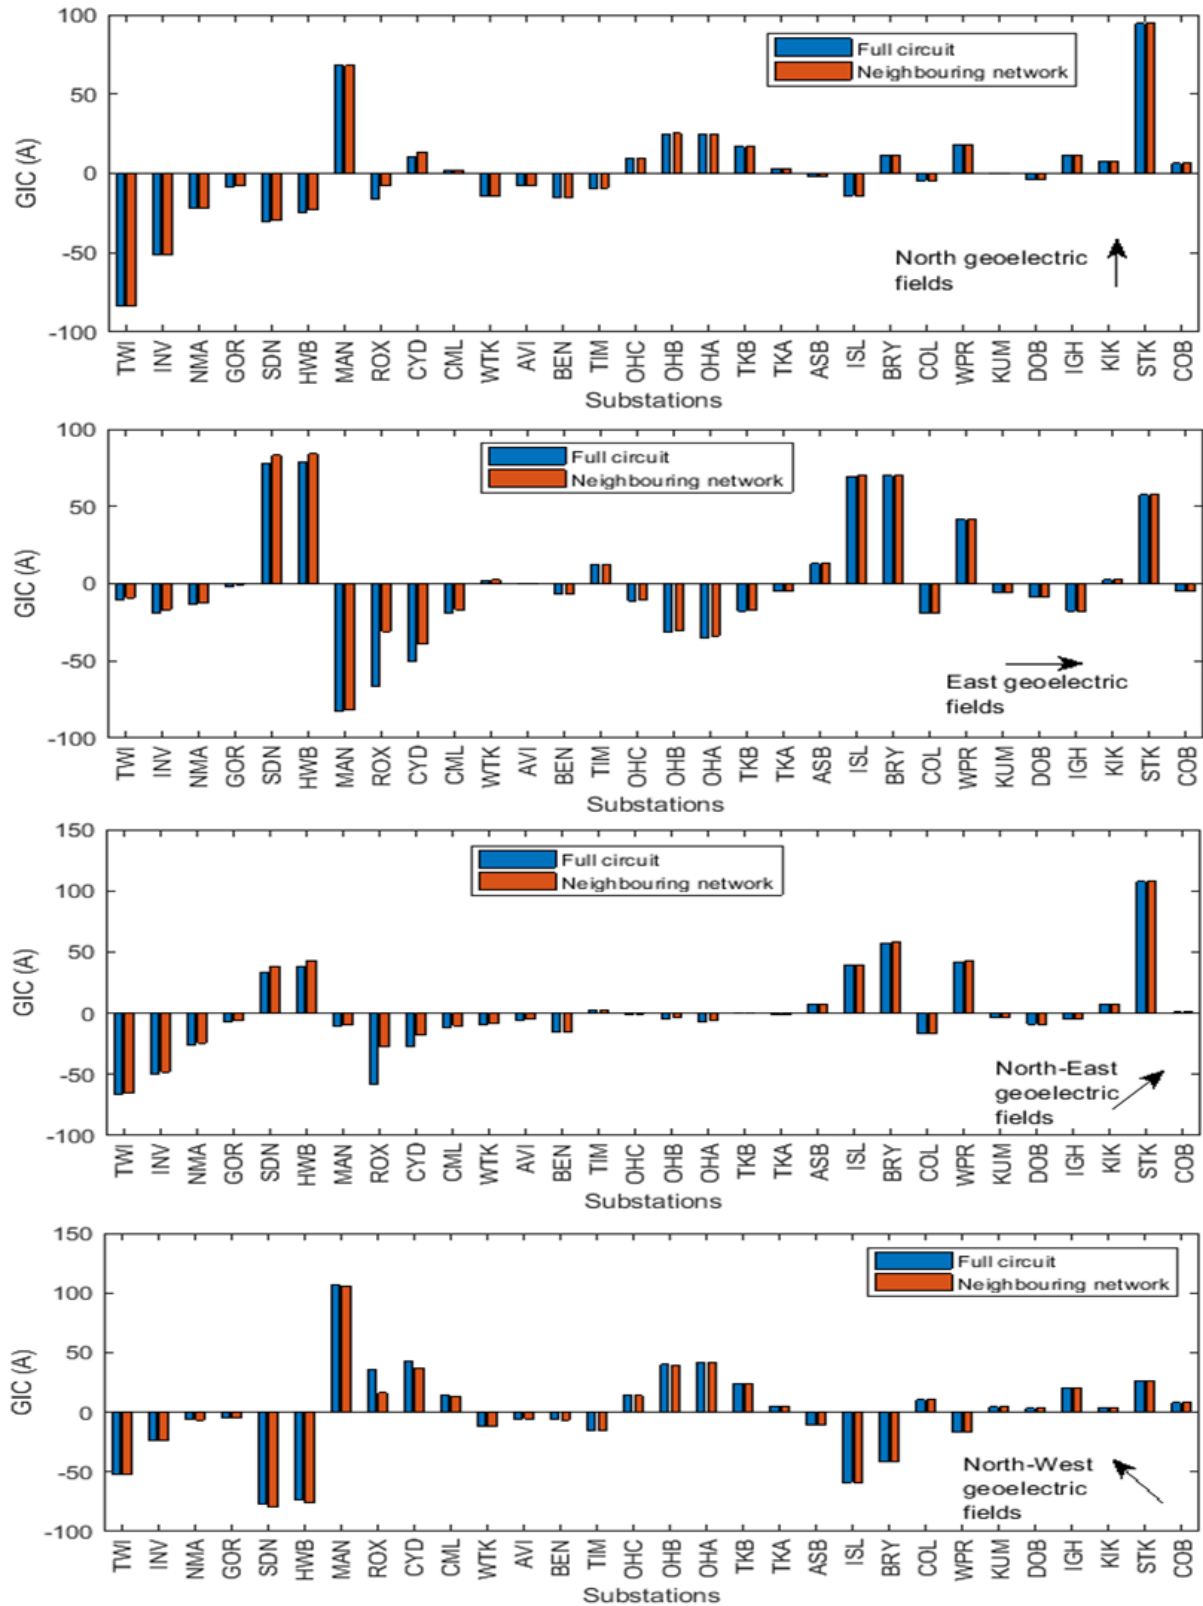 100
50
0
-50
-100
GIC (A)
Full circuit
Neighbouring network
North geoelectric
fields
TWI INV NMA GOR SDN HWB MAN ROX CYD CML WTK AVI BEN TIM OHC OHB OHA TKB TKA ASB ISL BRY COL WPR KUM DOB IGH KIK STK COB
Substations
100
50
0
-50
-100
GIC (A)
Full circuit
Neighbouring network
East geoelectric
fields
TWI INV NMA GOR SDN HWB MAN ROX CYD CML WTK AVI BEN TIM OHC OHB OHA TKB TKA ASB ISL BRY COL WPR KUM DOB IGH KIK STK COB
Substations
150
100
50
0
-50
-100
GIC (A)
Full circuit
Neighbouring network
North-East
geoelectric
fields
TWI INV NMA GOR SDN HWB MAN ROX CYD CML WTK AVI BEN TIM OHC OHB OHA TKB TKA ASB ISL BRY COL WPR KUM DOB IGH KIK STK COB
Substations
150
100
50
0
-50
-100
GIC (A)
Full circuit
Neighbouring network
North-West
geoelectric
fields
TWI INV NMA GOR SDN HWB MAN ROX CYD CML WTK AVI BEN TIM OHC OHB OHA TKB TKA ASB ISL BRY COL WPR KUM DOB IGH KIK STK COB
Substations